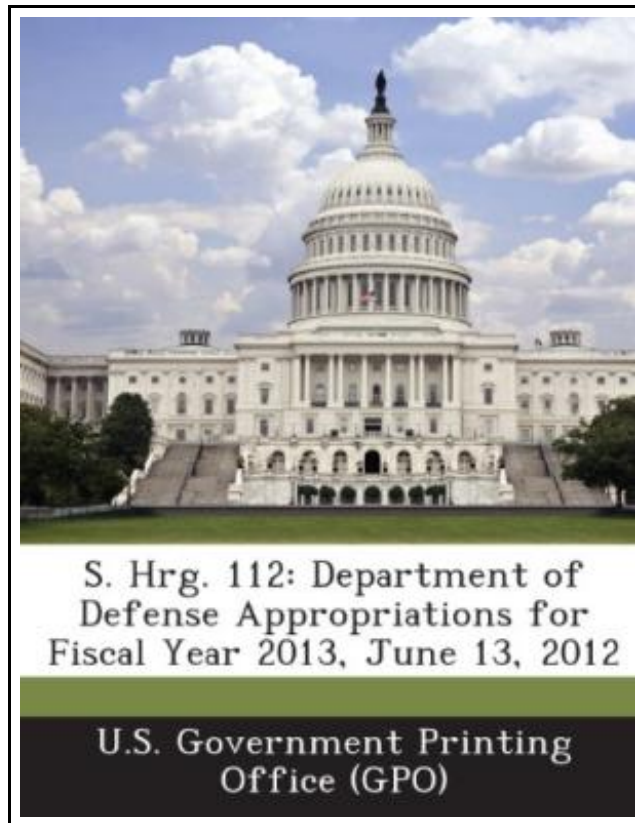 S. Hrg. 112: Department of
Defense Appropriations for
Fiscal Year 2013, June 13, 2012
U.S. Government Printing
Office (GPO)